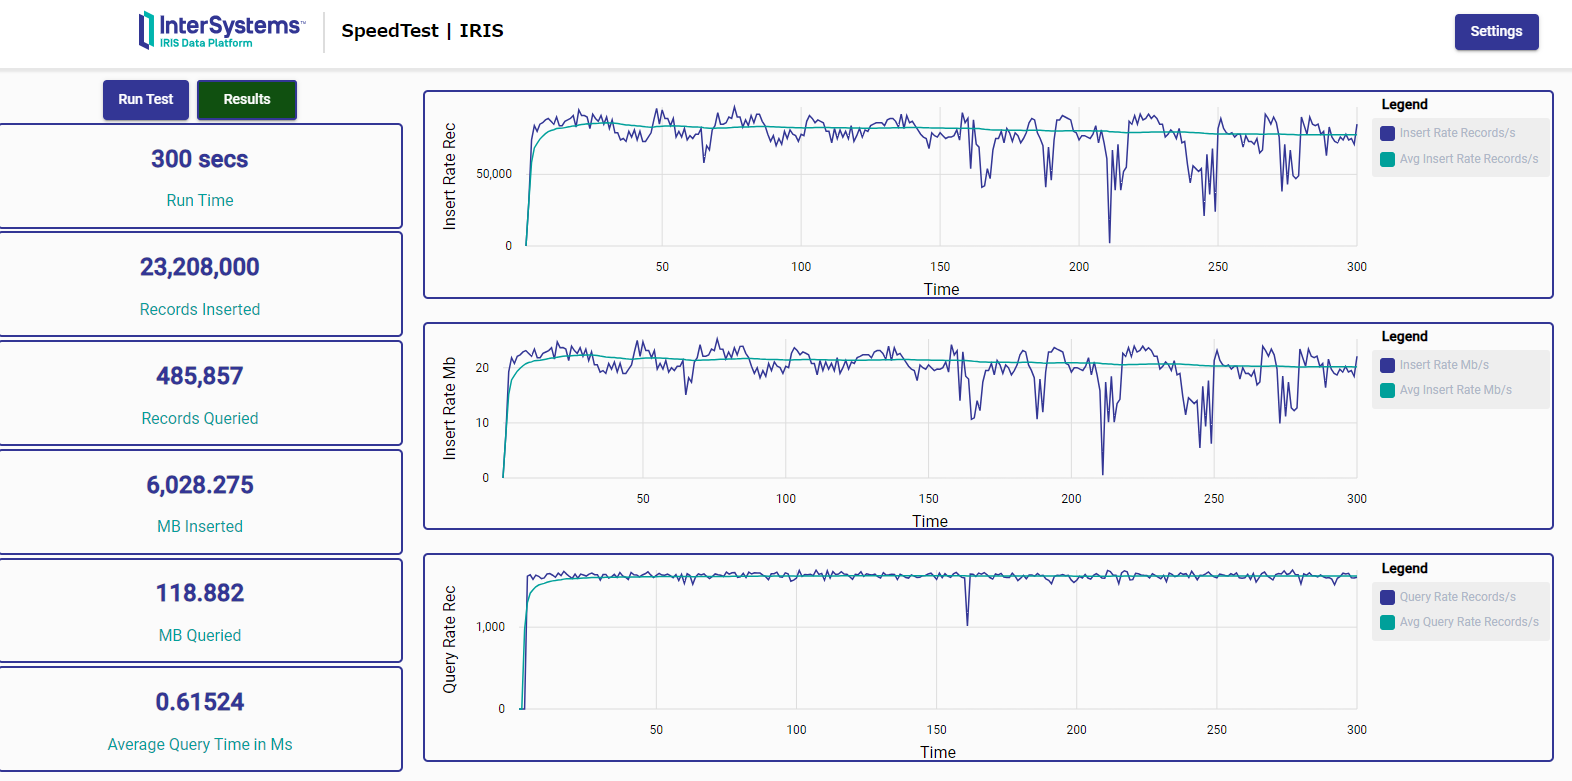 InterSystems™
IRIS Data Platform
SpeedTest | IRIS
Settings
Run Test
Results
300 secs
Run Time
23,208,000
Records Inserted
485,857
Records Queried
6,028.275
MB Inserted
118.882
MB Queried
0.61524
Average Query Time in Ms
Insert Rate Rec
50,000
0
50 100 150 200 250 300
Time
Legend
Insert Rate Records/s
Avg Insert Rate Records/s
Insert Rate Mb
20
10
0
50 100 150 200 250 300
Time
Legend
Insert Rate Mb/s
Avg Insert Rate Mb/s
Query Rate Rec
1,000
0
50 100 150 200 250 300
Time
Legend
Query Rate Records/s
Avg Query Rate Records/s